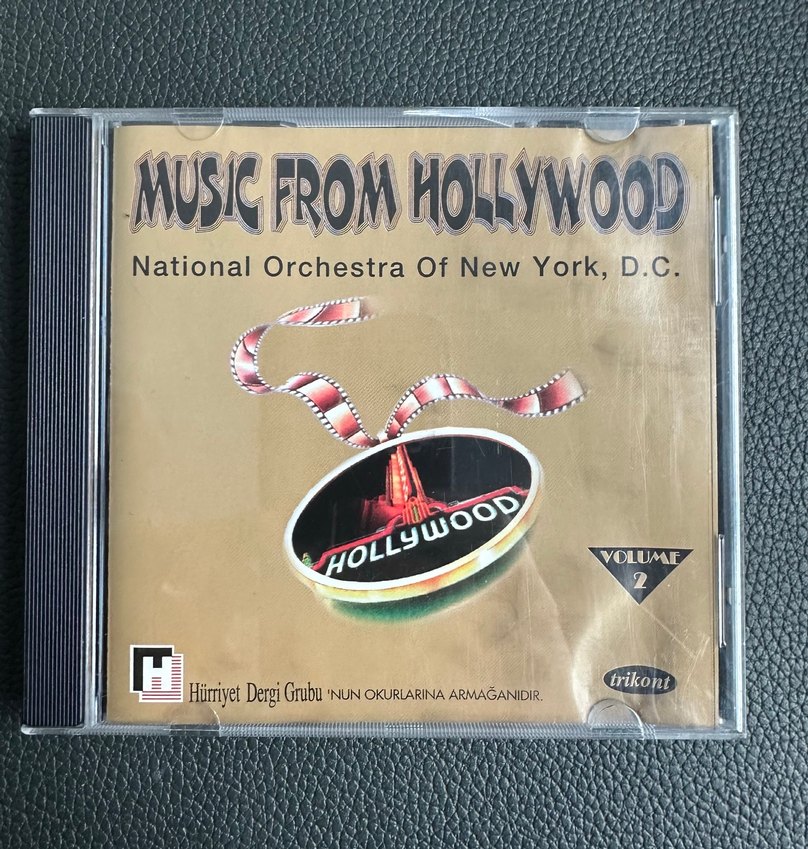 MUSIC FROM HOLLYWOOD
National Orchestra Of New York, D.C.
HOLLYWOOD
VOLUME
2
trikont
H
Hürriyet Dergi Grubu 'NUN OKURLARINA ARMAĞANIDIR.